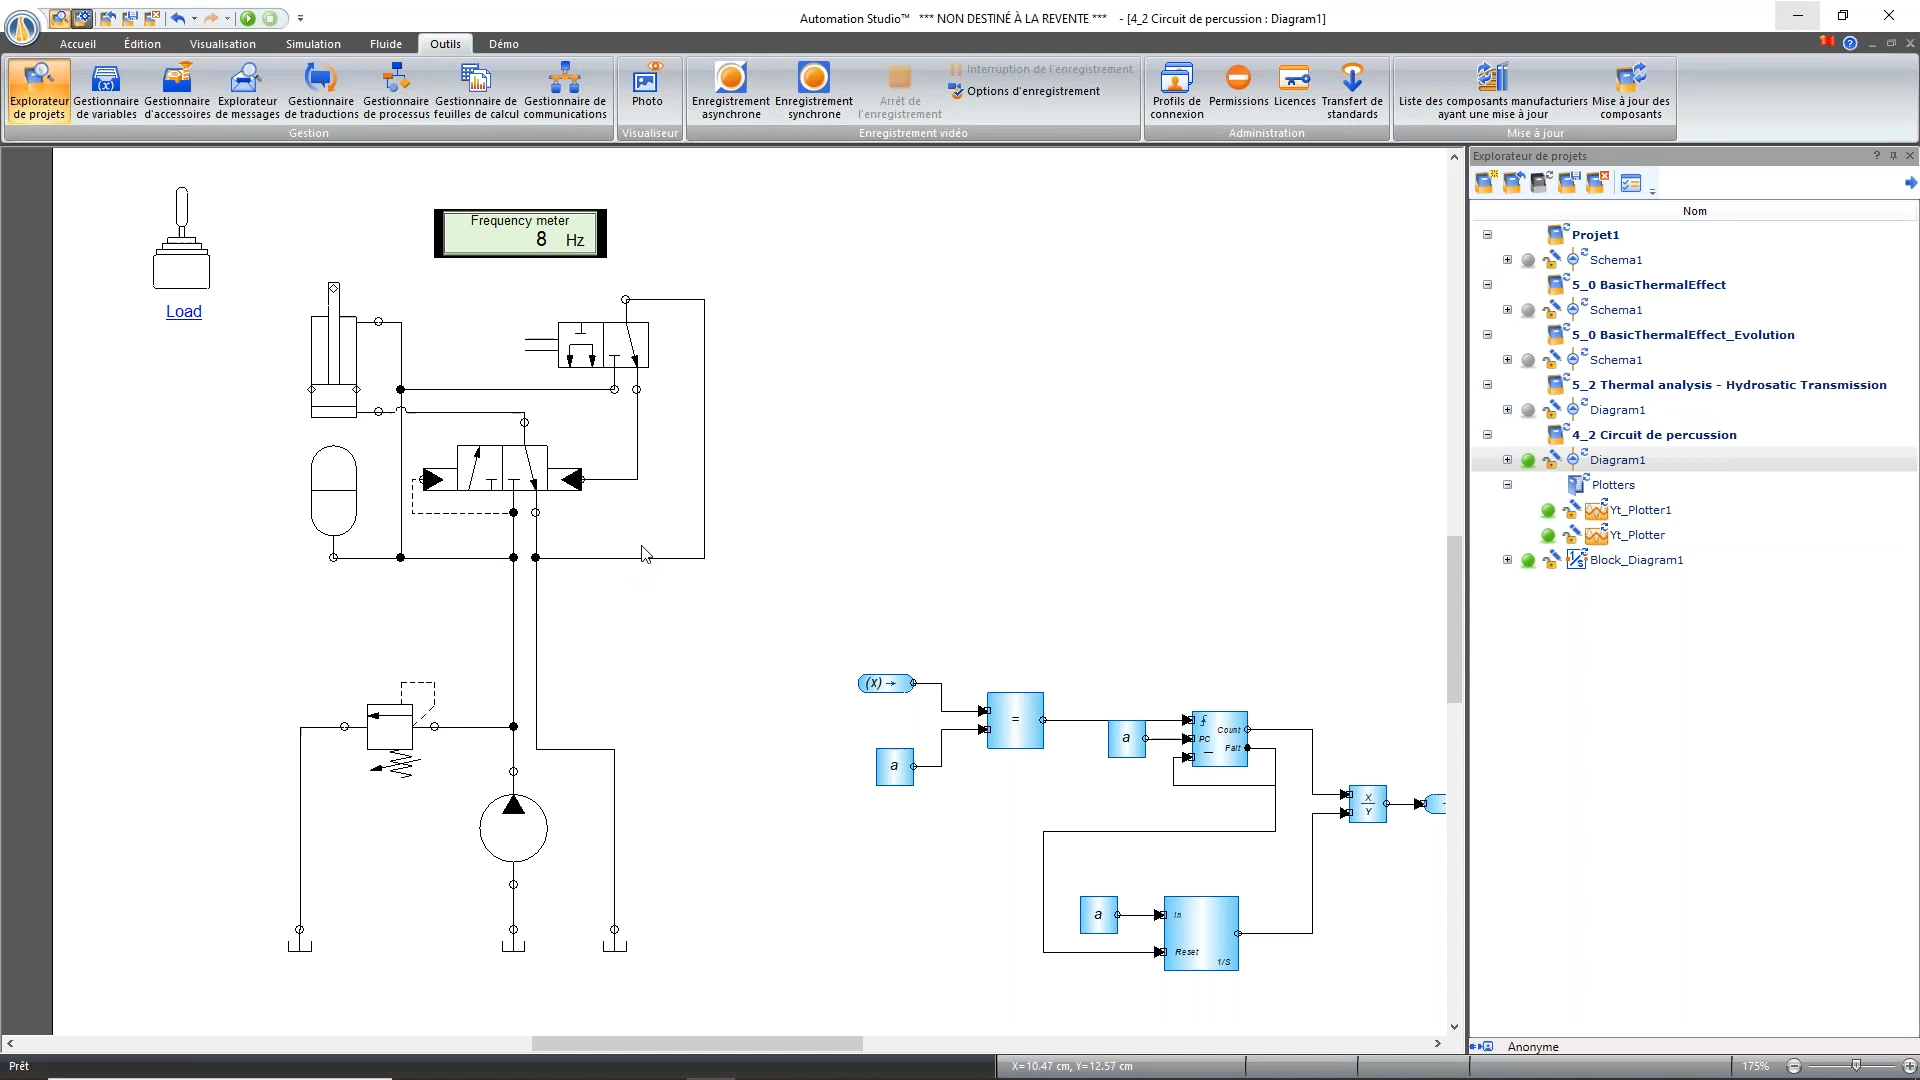 Automation Studio™ *** NON DESTINÉ À LA REVENTE *** - [4_2 Circuit de percussion : Diagram1]
Accueil Édition Visualisation Simulation Fluide Outils Démo
Explorateur de projets
Gestionnaire de variables
Gestionnaire d'accessoires
Explorateur de messages
Gestionnaire de traductions
Gestionnaire de processus
Gestionnaire de feuilles de calcul
Gestionnaire de communications
Photo
Enregistrement asynchrone
Enregistrement synchrone
Arrêt de l'enregistrement
Interruption de l'enregistrement
Options d'enregistrement
Profils de connexion
Permissions
Licences
Transfert de standards
Liste des composants manufacturiers ayant une mise à jour
Mise à jour des composants
Gestion Visualiseur Enregistrement vidéo Administration Mise à jour
Explorateur de projets
Nom
Projet1
Schema1
5_0 BasicThermalEffect
Schema1
5_0 BasicThermalEffect_Evolution
Schema1
5_2 Thermal analysis - Hydrosatic Transmission
Diagram1
4_2 Circuit de percussion
Diagram1
Plotters
Yt_Plotter1
Yt_Plotter
Block_Diagram1
Frequency meter
8 Hz
Load
(X)
=
a
a
Count
PC
Falt
X
Y
a
In
Reset
1/S
Anonyme
Prêt
X=10.47 cm, Y=12.57 cm
175%